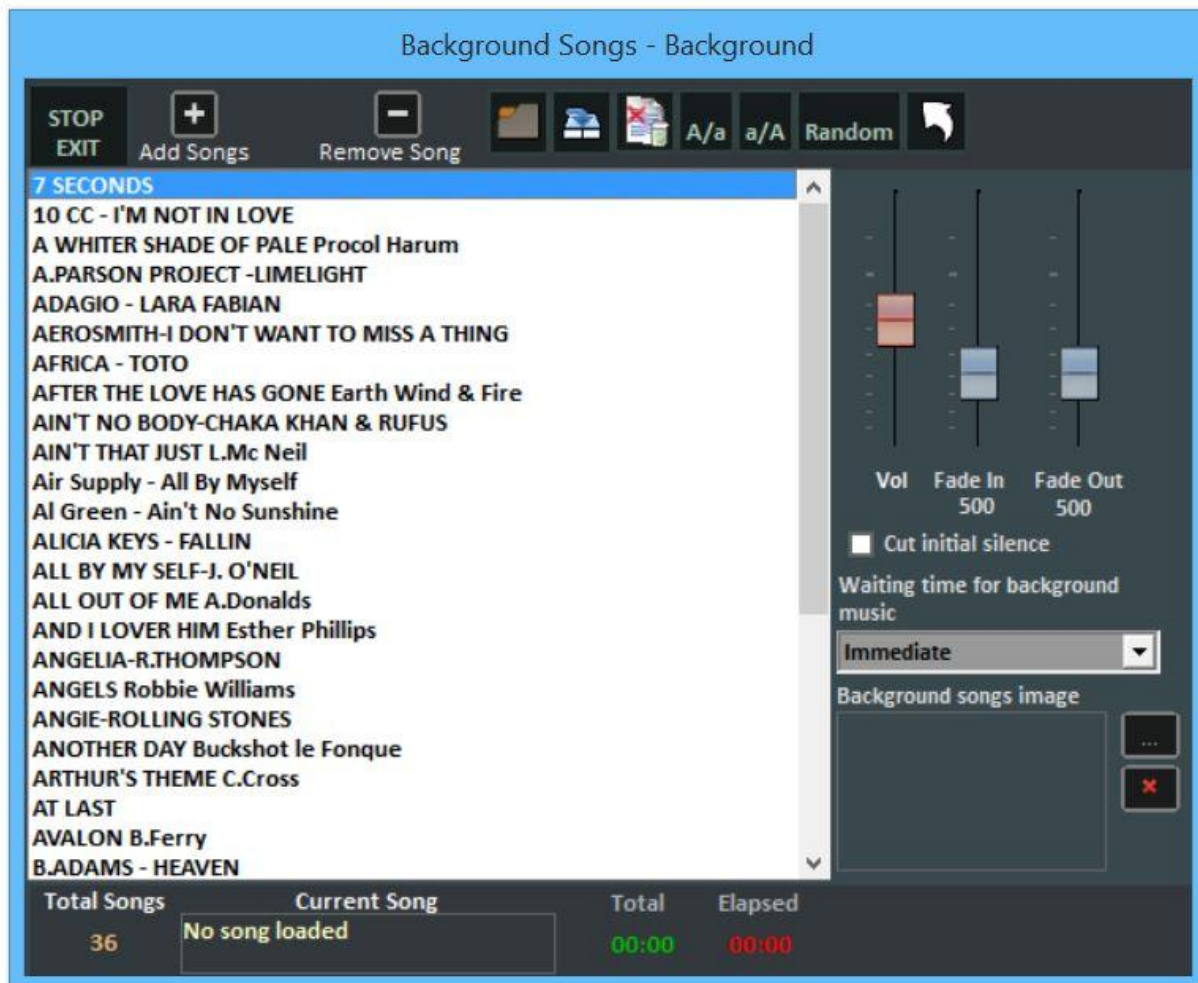 Background Songs - Background
STOP
EXIT
Add Songs
Remove Song
A/a
a/A
Random
7 SECONDS
10 CC - I'M NOT IN LOVE
A WHITER SHADE OF PALE Procol Harum
A.PARSON PROJECT -LIMELIGHT
ADAGIO - LARA FABIAN
AEROSMITH-I DON'T WANT TO MISS A THING
AFRICA - TOTO
AFTER THE LOVE HAS GONE Earth Wind & Fire
AIN'T NO BODY-CHAKA KHAN & RUFUS
AIN'T THAT JUST L.Mc Neil
Air Supply - All By Myself
Al Green - Ain't No Sunshine
ALICIA KEYS - FALLIN
ALL BY MY SELF-J. O'NEIL
ALL OUT OF ME A.Donalds
AND I LOVER HIM Esther Phillips
ANGELIA-R.THOMPSON
ANGELS Robbie Williams
ANGIE-ROLLING STONES
ANOTHER DAY Buckshot le Fonque
ARTHUR'S THEME C.Cross
AT LAST
AVALON B.Ferry
B.ADAMS - HEAVEN
Vol
Fade In
500
Fade Out
500
Cut initial silence
Waiting time for background
music
Immediate
Background songs image
...
Total Songs
36
Current Song
No song loaded
Total
00:00
Elapsed
00:00